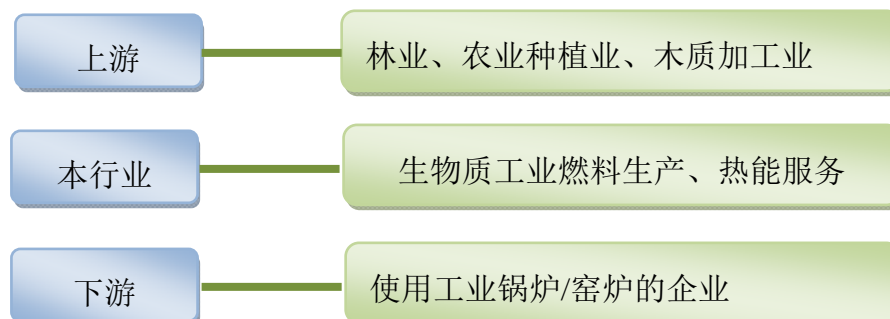 上游
林业、农业种植业、木质加工业
本行业
生物质工业燃料生产、热能服务
下游
使用工业锅炉/窑炉的企业